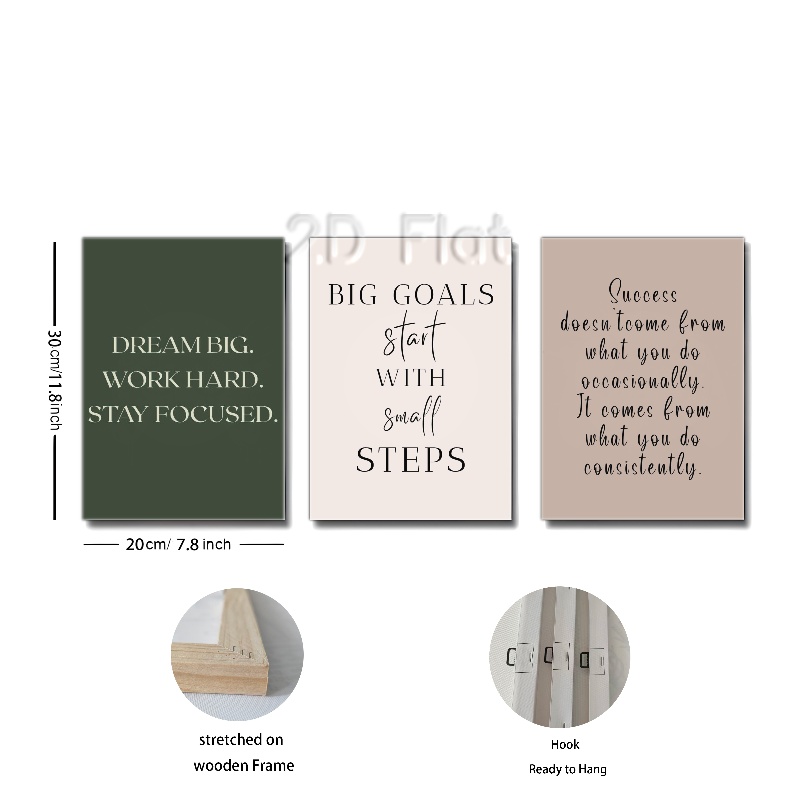 2D Flat
DREAM BIG.
WORK HARD.
STAY FOCUSED.
BIG GOALS
start
WITH
small
STEPS
Success
doesn'tcome from
what you do
occasionally.
It comes from
what you do
consistently.
30cm/11.8inch
20cm/ 7.8 inch
stretched on
wooden Frame
Hook
Ready to Hang